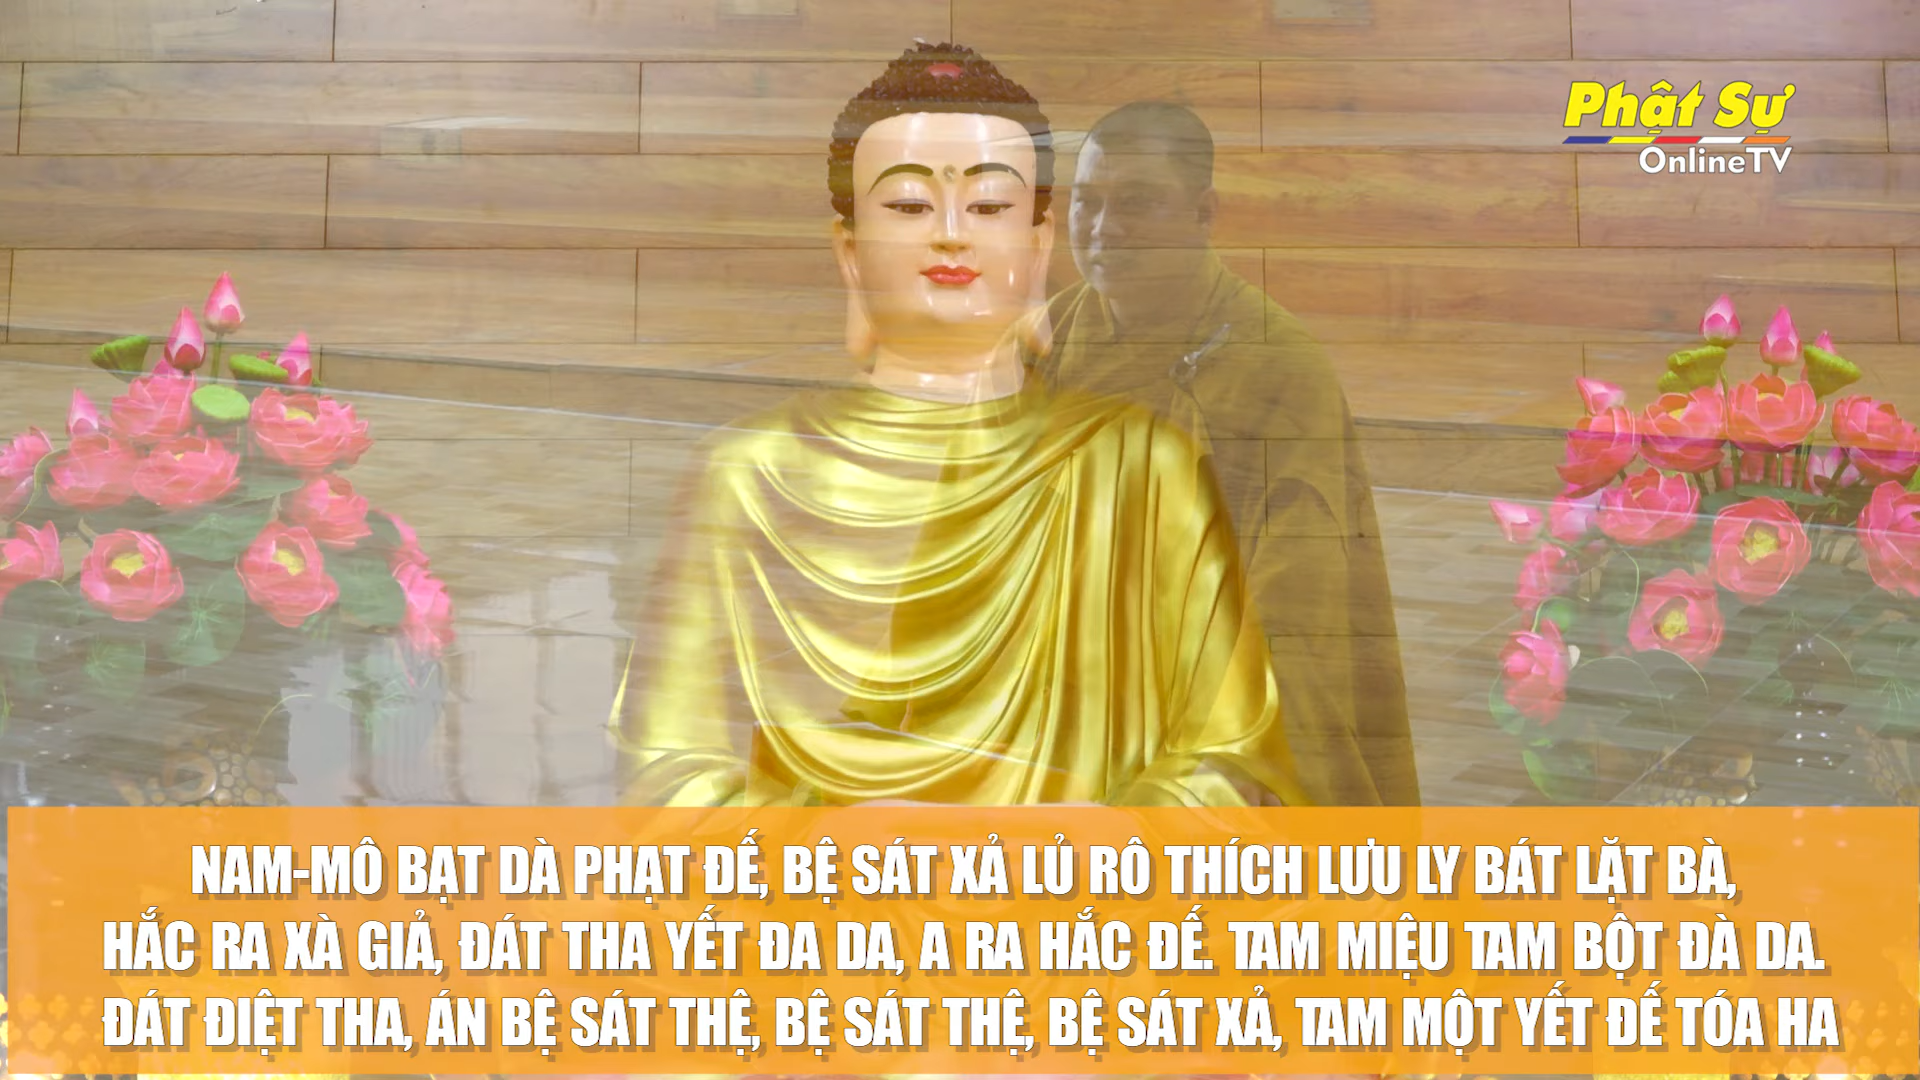 Phật Sự
OnlineTV
NAM-MÔ BẠT DÀ PHẠT ĐẾ, BỆ SÁT XẢ LỦ RÔ THÍCH LƯU LY BÁT LẶT BÀ,
HẮC RA XÀ GIẢ, ĐÁT THA YẾT ĐA DA, A RA HẮC ĐẾ. TAM MIỆU TAM BỘT ĐÀ DA.
ĐÁT ĐIỆT THA, ÁN BỆ SÁT THỆ, BỆ SÁT THỆ, BỆ SÁT XẢ, TAM MỘT YẾT ĐẾ TÓA HA